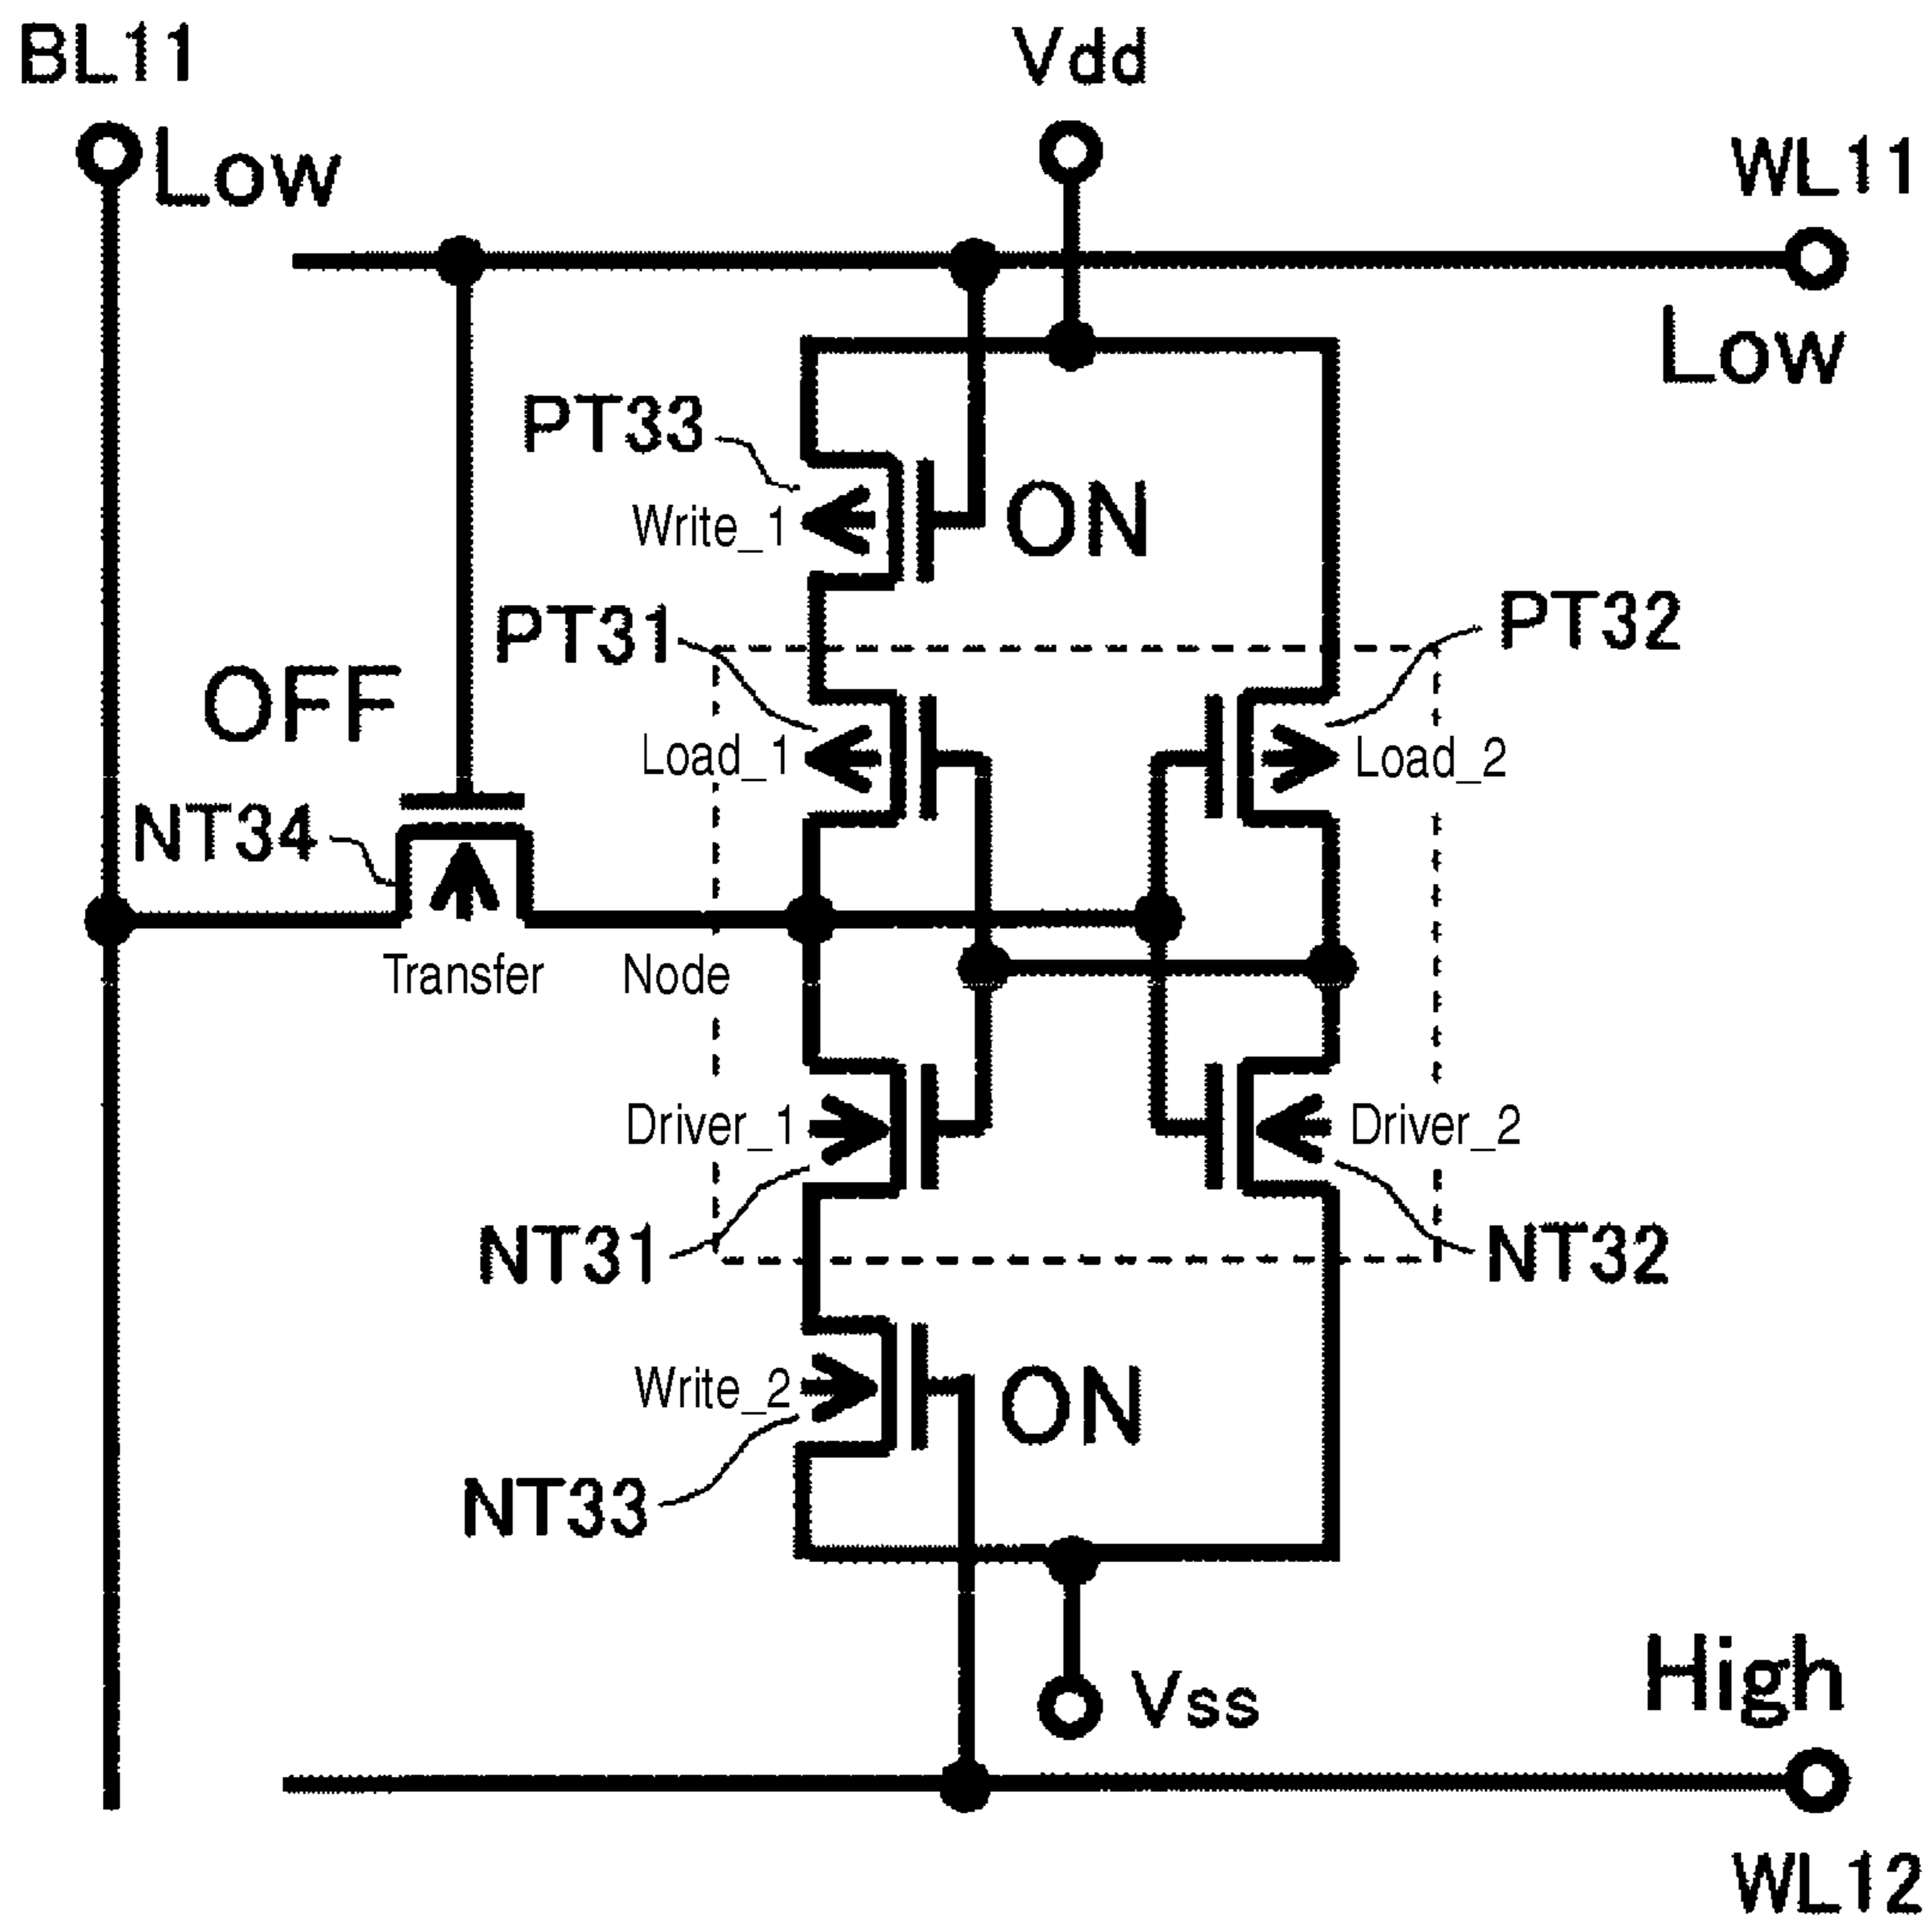 BL11
Vdd
Low
WL11
Low
PT33
Write_1
ON
PT31
PT32
OFF
Load_1
Load_2
NT34
Transfer
Node
Driver_1
Driver_2
NT31
NT32
Write_2
ON
NT33
High
Vss
WL12